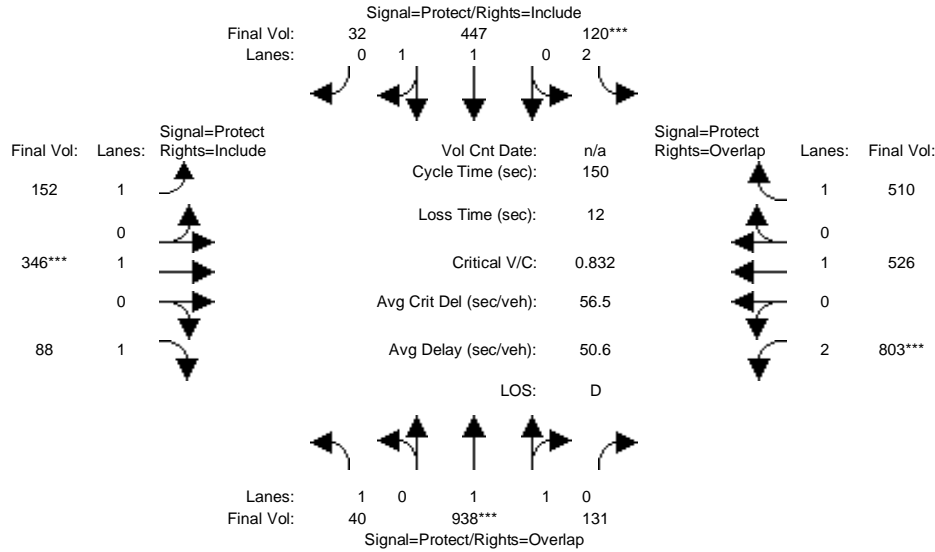 Signal=Protect/Rights=Include
Final Vol: 32 447 120***
Lanes: 0 1 1 0 2
Signal=Protect Signal=Protect
Final Vol: Lanes: Rights=Include Vol Cnt Date: n/a Rights=Overlap Lanes: Final Vol:
Cycle Time (sec): 150
152 1 1 510
Loss Time (sec): 12
0 0
346*** 1 Critical V/C: 0.832 1 526
0 Avg Crit Del (sec/veh): 56.5 0
88 1 Avg Delay (sec/veh): 50.6 2 803***
LOS: D
Lanes: 1 0 1 1 0
Final Vol: 40 938*** 131
Signal=Protect/Rights=Overlap